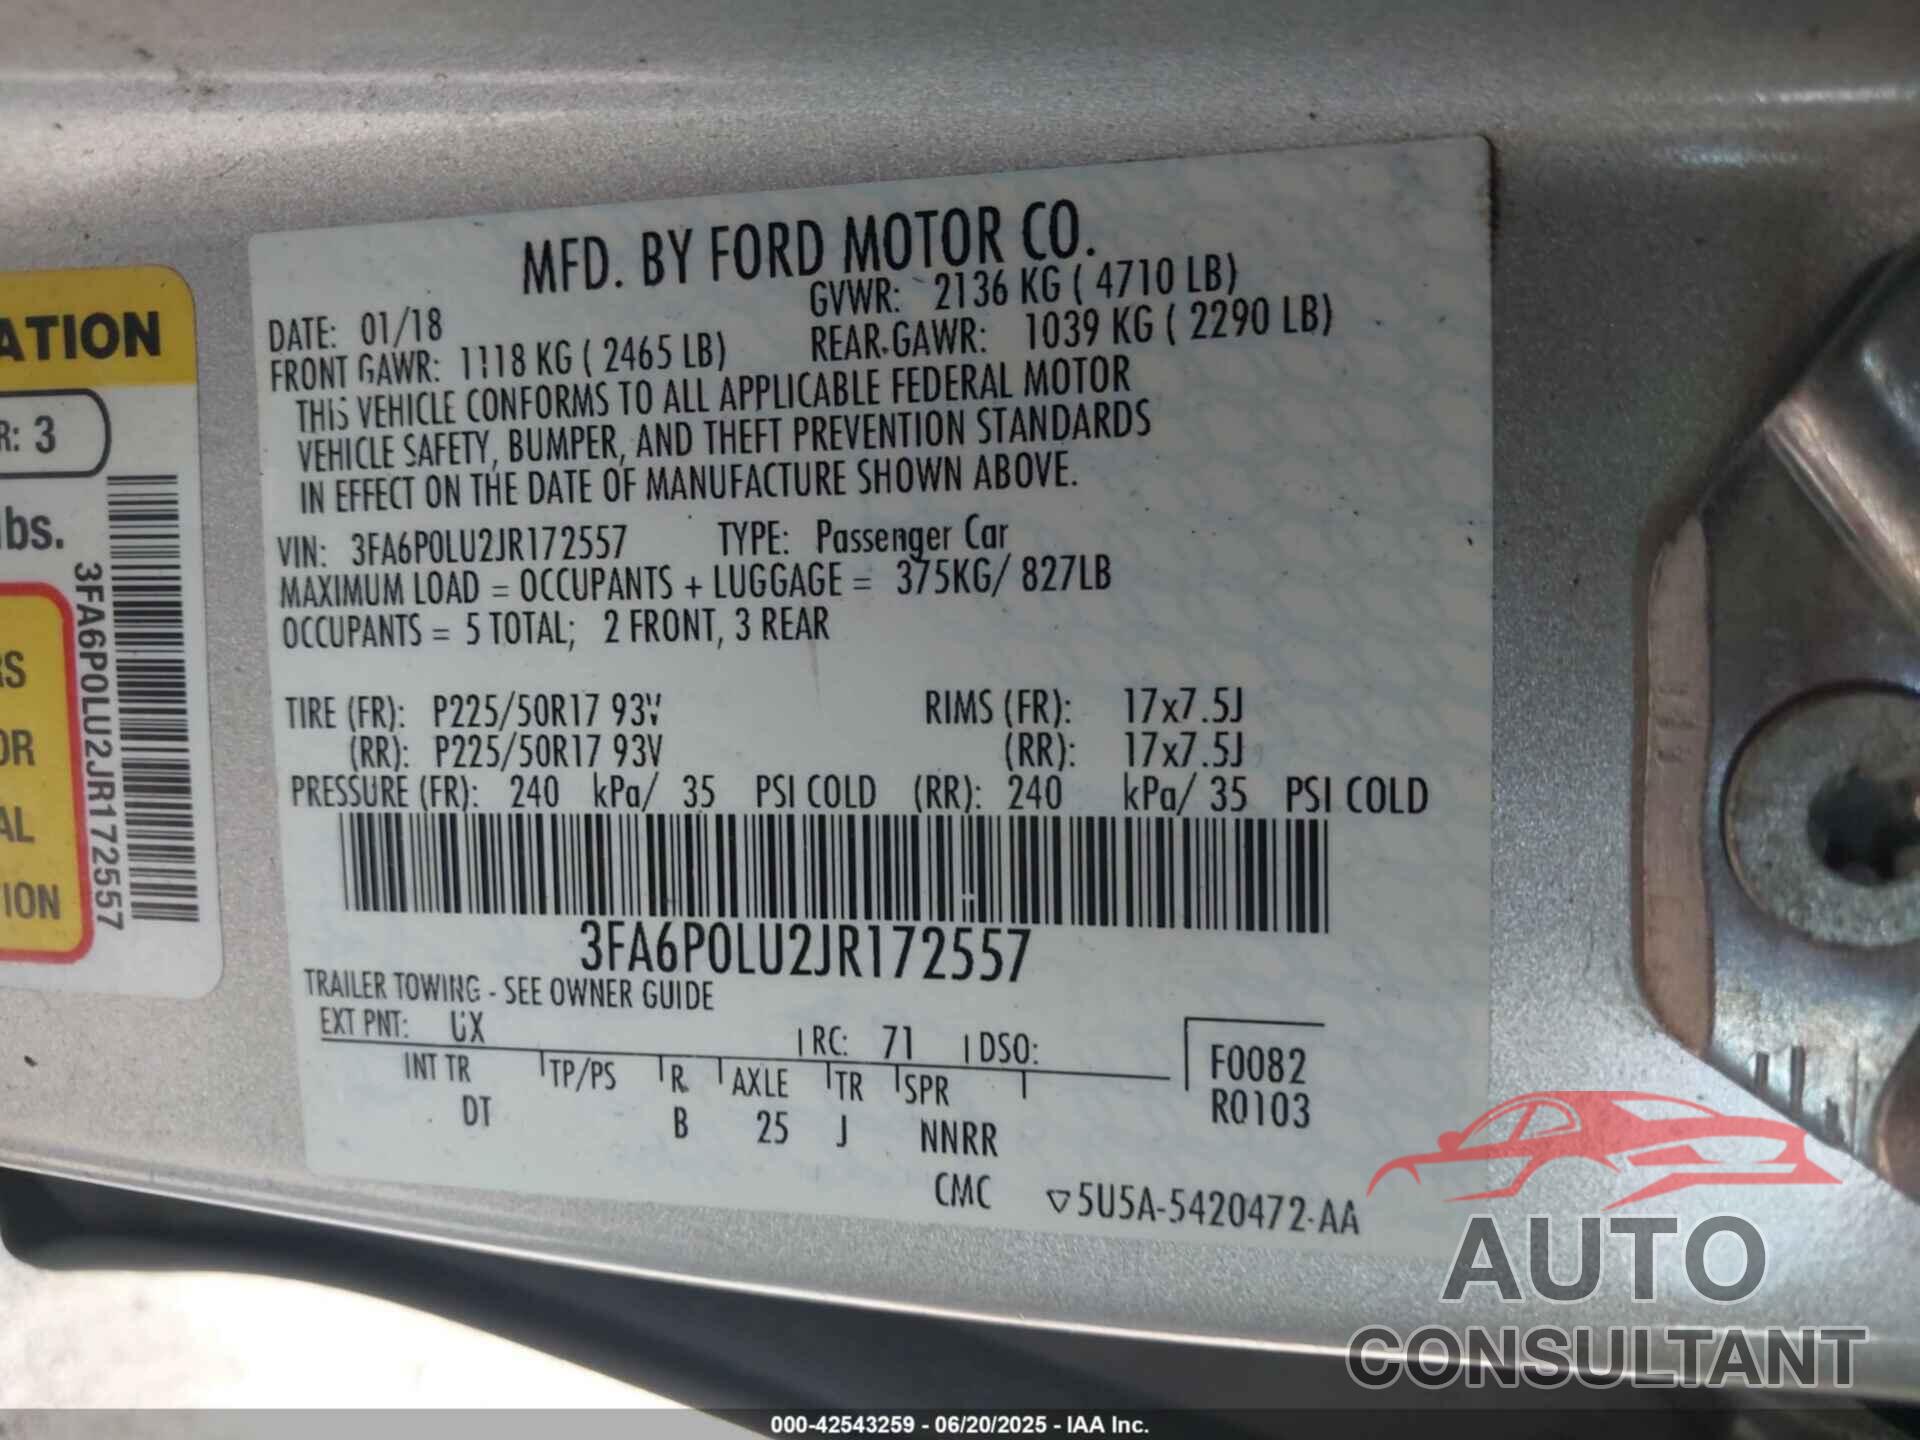 MFD. BY FORD MOTOR CO.
DATE: 01/18 GVWR: 2136 KG ( 4710 LB)
FRONT GAWR: 1118 KG ( 2465 LB) REAR GAWR: 1039 KG ( 2290 LB)
THIS VEHICLE CONFORMS TO ALL APPLICABLE FEDERAL MOTOR
VEHICLE SAFETY, BUMPER, AND THEFT PREVENTION STANDARDS
IN EFFECT ON THE DATE OF MANUFACTURE SHOWN ABOVE.
VIN: 3FA6P0LU2JR172557 TYPE: Passenger Car
MAXIMUM LOAD = OCCUPANTS + LUGGAGE = 375KG/ 827LB
OCCUPANTS = 5 TOTAL; 2 FRONT, 3 REAR
TIRE (FR): P225/50R17 93V RIMS (FR): 17x7.5J
(RR): P225/50R17 93V (RR): 17x7.5J
PRESSURE (FR): 240 kPa/ 35 PSI COLD (RR): 240 kPa/ 35 PSI COLD
3FA6P0LU2JR172557
TRAILER TOWING - SEE OWNER GUIDE
EXT PNT: UX RC: 71 DSO:
INT TR TP/PS R AXLE TR SPR
DT B 25 J NNRR
F0082
R0103
CMC ▽5U5A-5420472-AA
ATION
R: 3
lbs.
RS
OR
AL
TION
3FA6P0LU2JR172557
AUTO
CONSULTANT
000-42543259 - 06/20/2025 - IAA Inc.